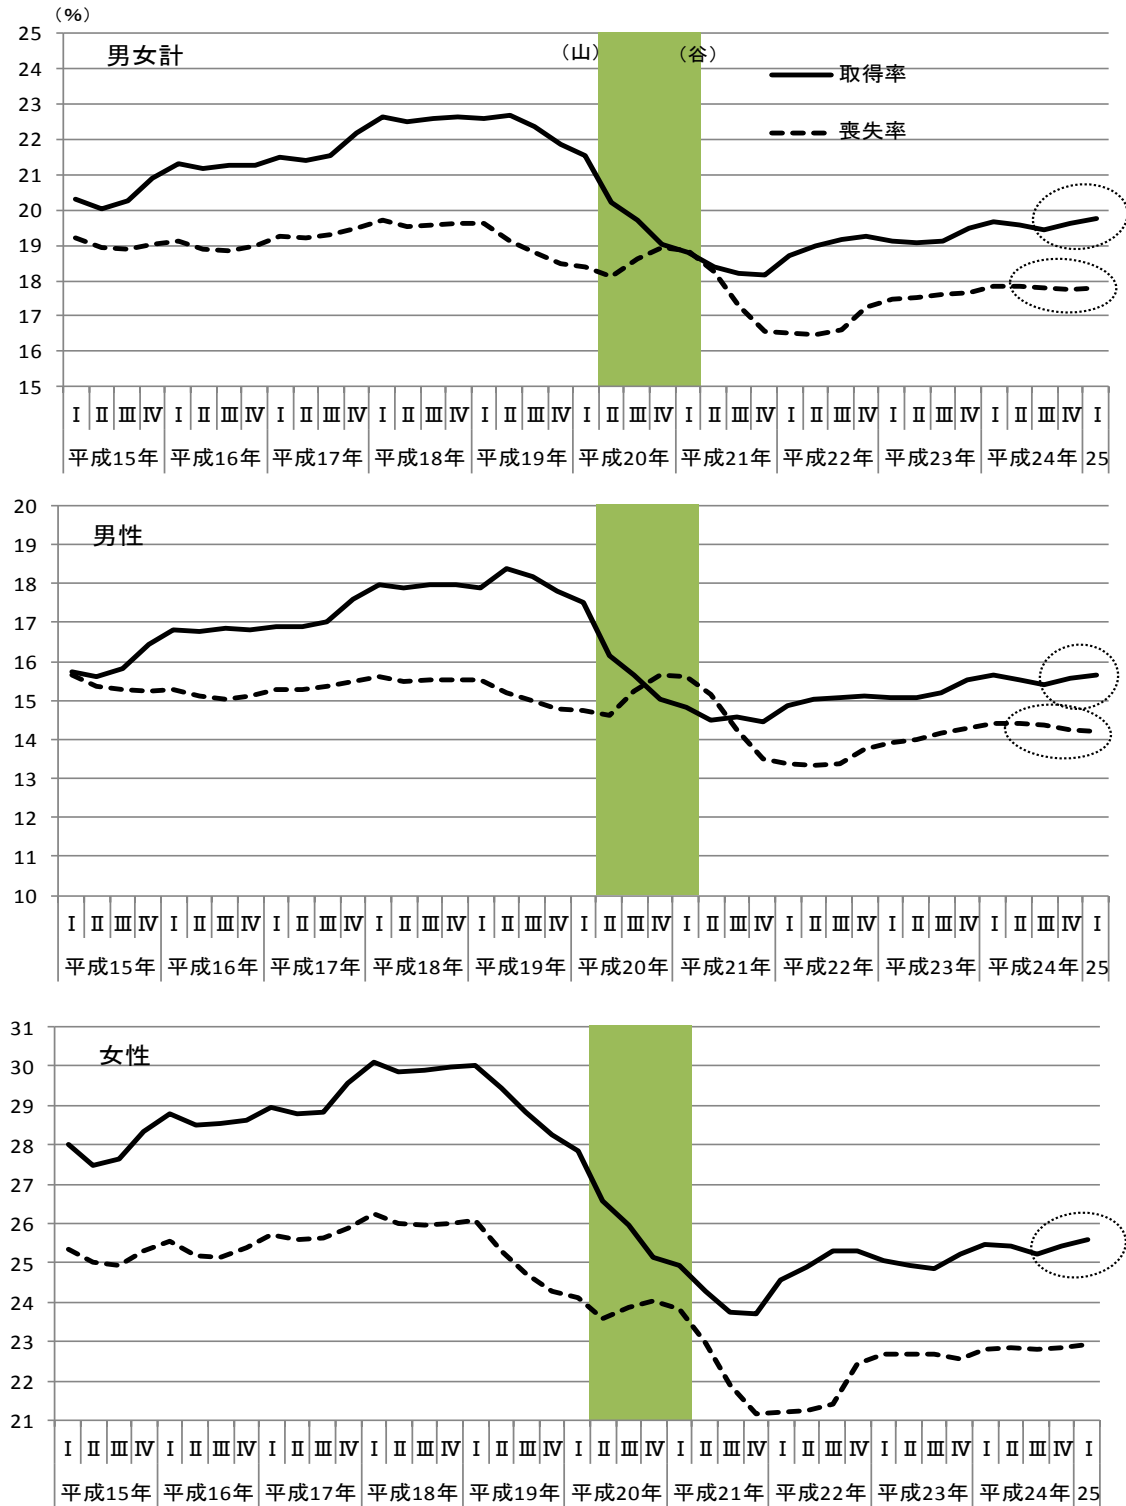 （%）
男女計
（山）
（谷）
取得率
喪失率
25
24
23
22
21
20
19
18
17
16
15
Ⅰ Ⅱ Ⅲ Ⅳ Ⅰ Ⅱ Ⅲ Ⅳ Ⅰ Ⅱ Ⅲ Ⅳ Ⅰ Ⅱ Ⅲ Ⅳ Ⅰ Ⅱ Ⅲ Ⅳ Ⅰ Ⅱ Ⅲ Ⅳ Ⅰ Ⅱ Ⅲ Ⅳ Ⅰ Ⅱ Ⅲ Ⅳ Ⅰ Ⅱ Ⅲ Ⅳ Ⅰ Ⅱ Ⅲ Ⅳ Ⅰ
平成15年 平成16年 平成17年 平成18年 平成19年 平成20年 平成21年 平成22年 平成23年 平成24年 25
男性
20
19
18
17
16
15
14
13
12
11
10
Ⅰ Ⅱ Ⅲ Ⅳ Ⅰ Ⅱ Ⅲ Ⅳ Ⅰ Ⅱ Ⅲ Ⅳ Ⅰ Ⅱ Ⅲ Ⅳ Ⅰ Ⅱ Ⅲ Ⅳ Ⅰ Ⅱ Ⅲ Ⅳ Ⅰ Ⅱ Ⅲ Ⅳ Ⅰ Ⅱ Ⅲ Ⅳ Ⅰ Ⅱ Ⅲ Ⅳ Ⅰ Ⅱ Ⅲ Ⅳ Ⅰ
平成15年 平成16年 平成17年 平成18年 平成19年 平成20年 平成21年 平成22年 平成23年 平成24年 25
女性
31
30
29
28
27
26
25
24
23
22
21
Ⅰ Ⅱ Ⅲ Ⅳ Ⅰ Ⅱ Ⅲ Ⅳ Ⅰ Ⅱ Ⅲ Ⅳ Ⅰ Ⅱ Ⅲ Ⅳ Ⅰ Ⅱ Ⅲ Ⅳ Ⅰ Ⅱ Ⅲ Ⅳ Ⅰ Ⅱ Ⅲ Ⅳ Ⅰ Ⅱ Ⅲ Ⅳ Ⅰ Ⅱ Ⅲ Ⅳ Ⅰ Ⅱ Ⅲ Ⅳ Ⅰ
平成15年 平成16年 平成17年 平成18年 平成19年 平成20年 平成21年 平成22年 平成23年 平成24年 25